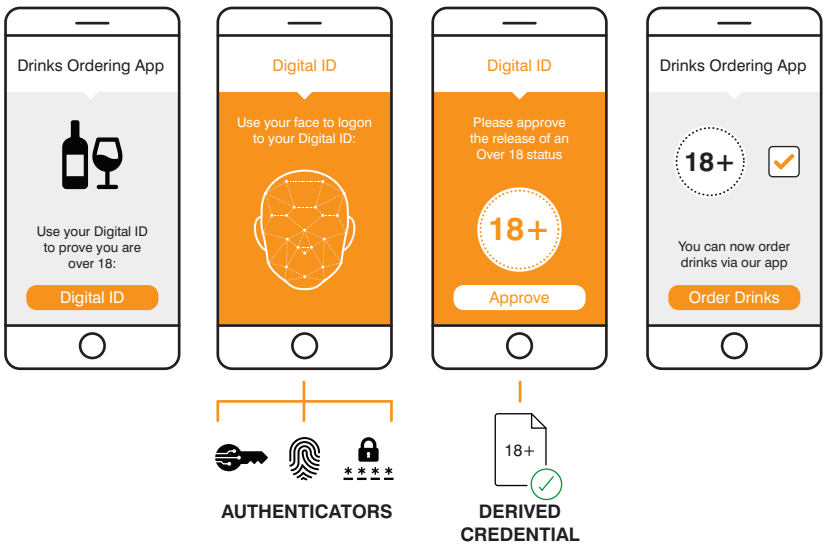 Drinks Ordering App
Use your Digital ID
to prove you are
over 18:
Digital ID
Digital ID
Use your face to logon
to your Digital ID:
Digital ID
Please approve
the release of an
Over 18 status
18+
Approve
Drinks Ordering App
18+
You can now order
drinks via our app
Order Drinks
****
AUTHENTICATORS
18+
DERIVED
CREDENTIAL